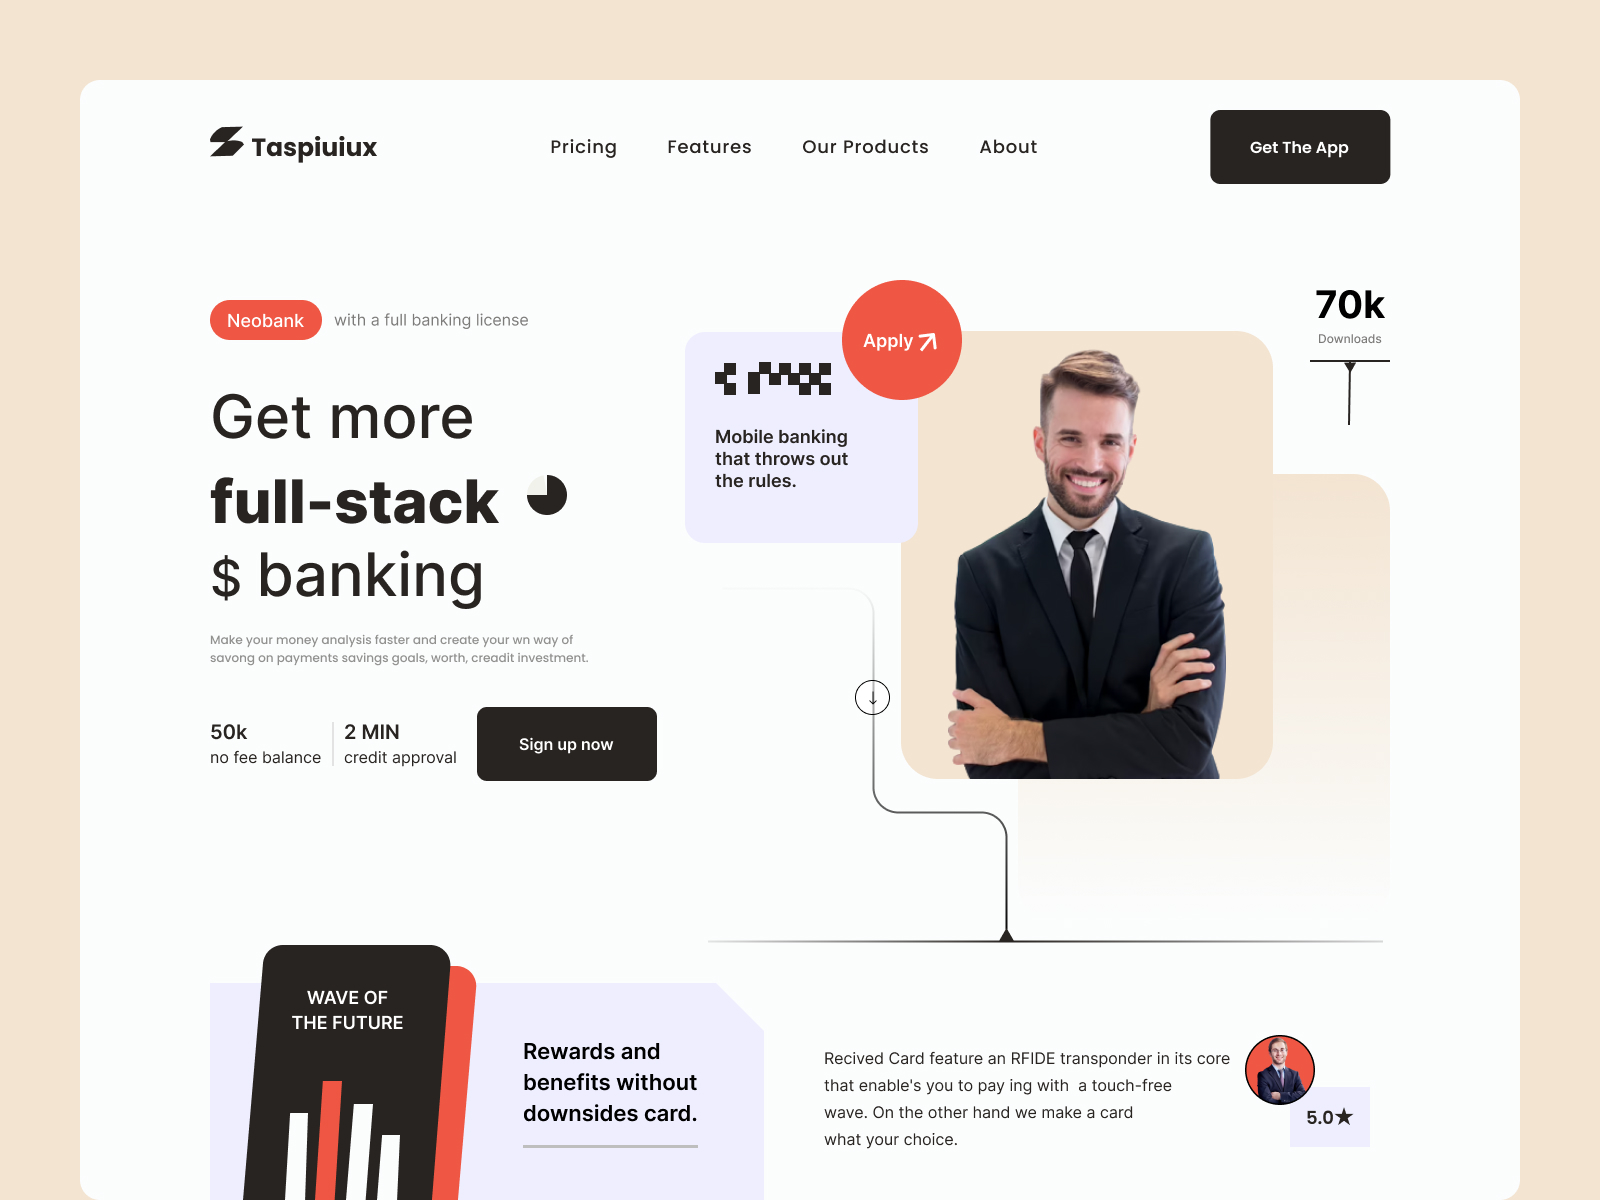 Taspiuiux
Pricing
Features
Our Products
About
Get The App
Neobank
with a full banking license
Get more
full-stack
$ banking
Make your money analysis faster and create your wn way of
savong on payments savings goals, worth, creadit investment.
50k
no fee balance
2 MIN
credit approval
Sign up now
Apply
Mobile banking
that throws out
the rules.
70k
Downloads
WAVE OF
THE FUTURE
Rewards and
benefits without
downsides card.
Recived Card feature an RFIDE transponder in its core
that enable's you to pay ing with  a touch-free
wave. On the other hand we make a card
what your choice.
5.0★